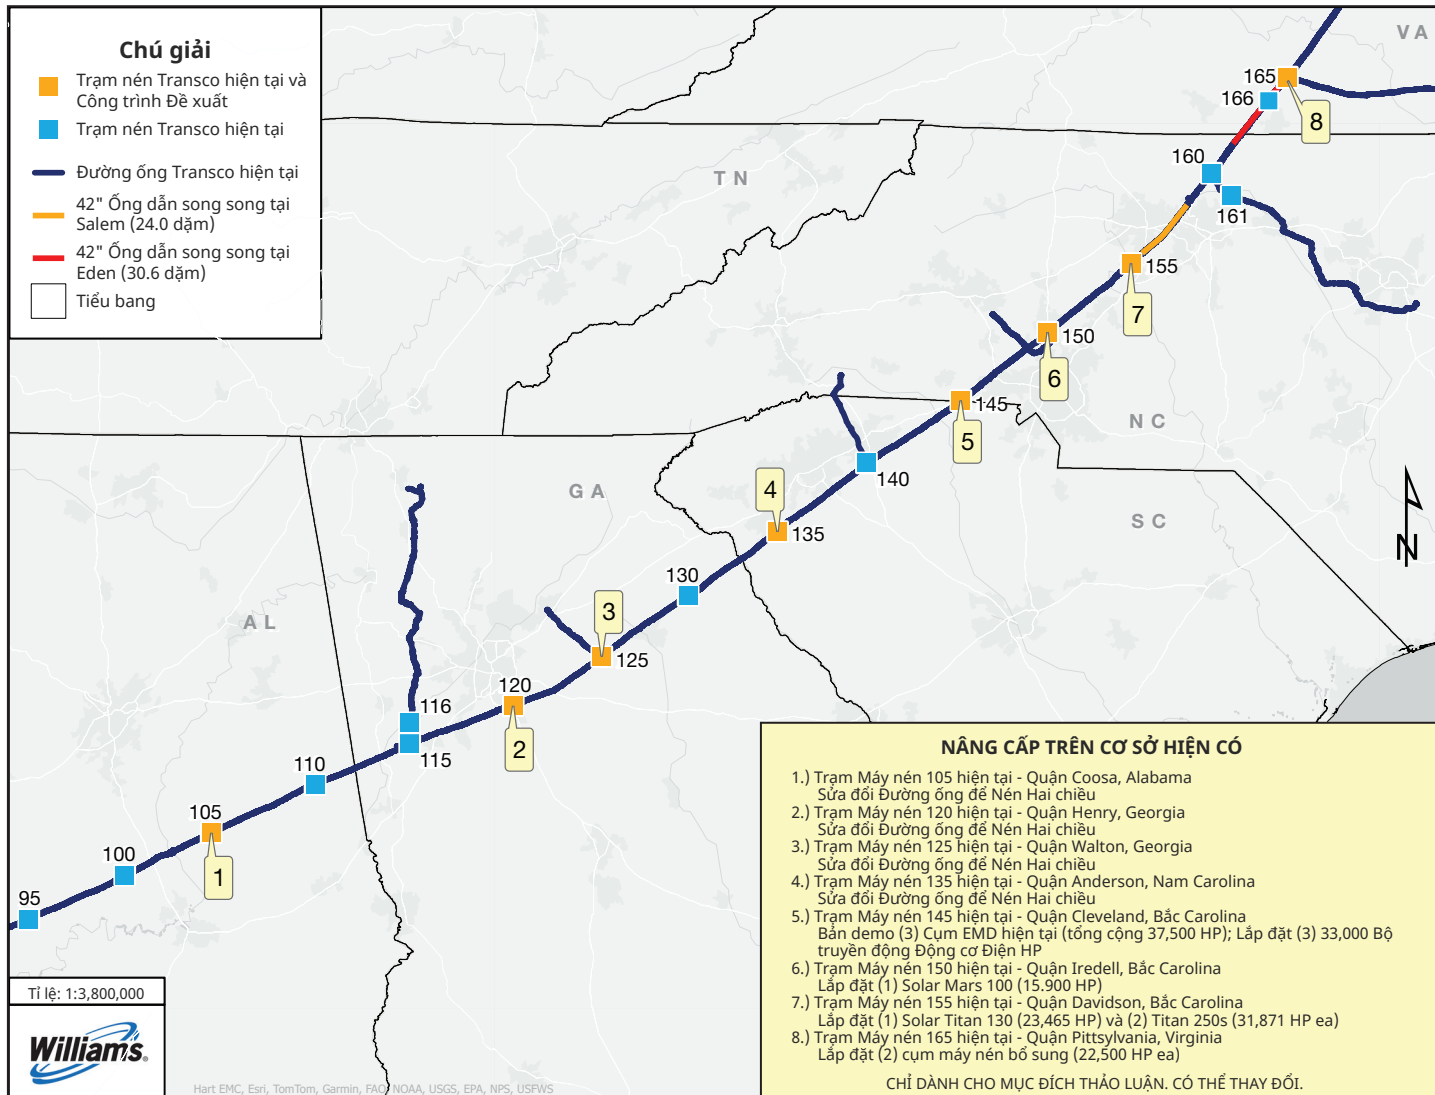 Chú giải
Trạm nén Transco hiện tại và
Công trình Đề xuất
Trạm nén Transco hiện tại
Đường ống Transco hiện tại
42" Ống dẫn song song tại
Salem (24.0 dặm)
42" Ống dẫn song song tại
Eden (30.6 dặm)
Tiểu bang
VA
165
166
8
160
161
TN
155
7
150
6
145
5
NC
140
4
GA
SC
135
N
130
3
125
AL
120
2
116
115
110
105
1
100
95
NÂNG CẤP TRÊN CƠ SỞ HIỆN CÓ
1.) Trạm Máy nén 105 hiện tại - Quận Coosa, Alabama
Sửa đổi Đường ống để Nén Hai chiều
2.) Trạm Máy nén 120 hiện tại - Quận Henry, Georgia
Sửa đổi Đường ống để Nén Hai chiều
3.) Trạm Máy nén 125 hiện tại - Quận Walton, Georgia
Sửa đổi Đường ống để Nén Hai chiều
4.) Trạm Máy nén 135 hiện tại - Quận Anderson, Nam Carolina
Sửa đổi Đường ống để Nén Hai chiều
5.) Trạm Máy nén 145 hiện tại - Quận Cleveland, Bắc Carolina
Bản demo (3) Cụm EMD hiện tại (tổng cộng 37,500 HP); Lắp đặt (3) 33,000 Bộ
truyền động Động cơ Điện HP
6.) Trạm Máy nén 150 hiện tại - Quận Iredell, Bắc Carolina
Lắp đặt (1) Solar Mars 100 (15.900 HP)
7.) Trạm Máy nén 155 hiện tại - Quận Davidson, Bắc Carolina
Lắp đặt (1) Solar Titan 130 (23,465 HP) và (2) Titan 250s (31,871 HP ea)
8.) Trạm Máy nén 165 hiện tại - Quận Pittsylvania, Virginia
Lắp đặt (2) cụm máy nén bổ sung (22,500 HP ea)
CHỈ DÀNH CHO MỤC ĐÍCH THẢO LUẬN. CÓ THỂ THAY ĐỔI.
Tỉ lệ: 1:3,800,000
Williams
Hart EMC, Esri, TomTom, Garmin, FAO, NOAA, USGS, EPA, NPS, USFWS